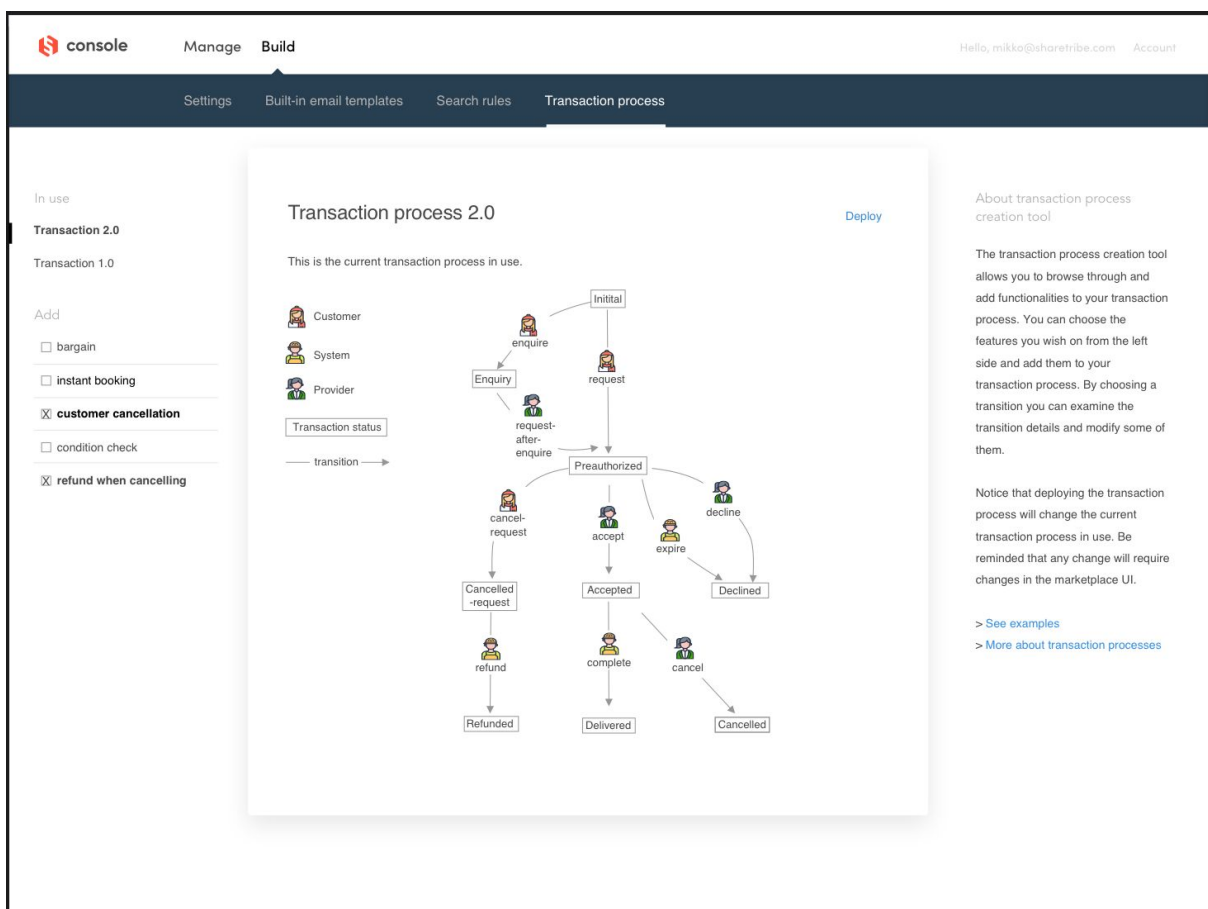 console
Manage Build
Hello, mikko@sharetribe.com Account
Settings Built-in email templates Search rules Transaction process
In use
Transaction 2.0
Transaction 1.0
Add
bargain
instant booking
X customer cancellation
condition check
X refund when cancelling
Transaction process 2.0
Deploy
This is the current transaction process in use.
Customer
System
Provider
Transaction status
transition
Initital
enquire
Enquiry
request
request-
after-
enquire
Preauthorized
cancel-
request
accept
expire
decline
Cancelled
-request
Accepted
Declined
refund
complete
cancel
Refunded
Delivered
Cancelled
About transaction process
creation tool
The transaction process creation tool
allows you to browse through and
add functionalities to your transaction
process. You can choose the
features you wish on from the left
side and add them to your
transaction process. By choosing a
transition you can examine the
transition details and modify some of
them.
Notice that deploying the transaction
process will change the current
transaction process in use. Be
reminded that any change will require
changes in the marketplace UI.
> See examples
> More about transaction processes